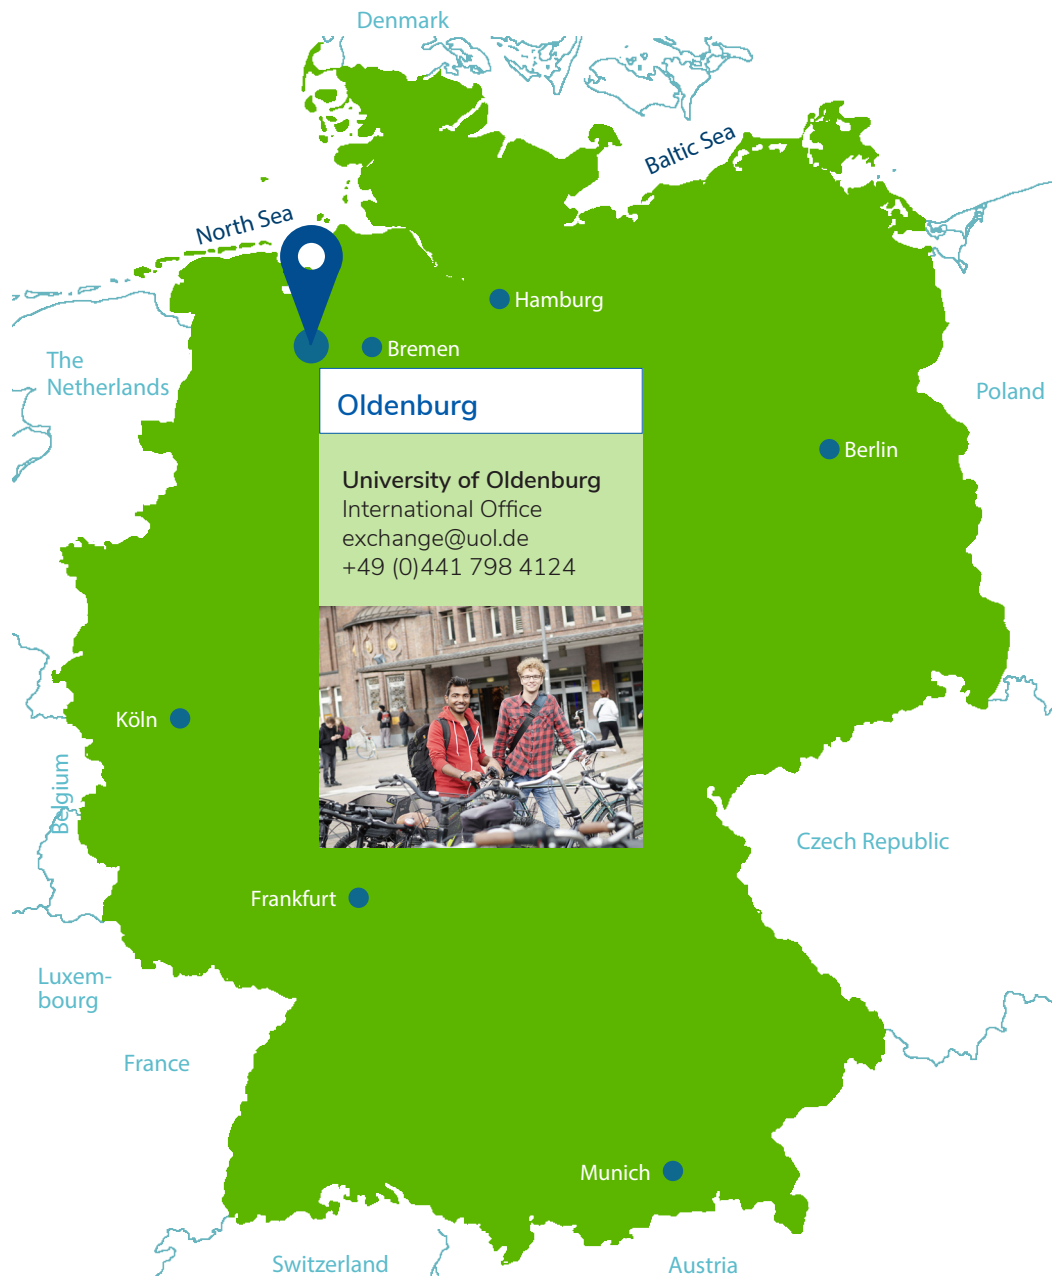 Denmark
Baltic Sea
North Sea
Hamburg
Bremen
The
Netherlands
Poland
Oldenburg
Berlin
University of Oldenburg
International Office
exchange@uol.de
+49 (0)441 798 4124
Köln
Belgium
Czech Republic
Frankfurt
Luxem-
bourg
France
Munich
Switzerland
Austria